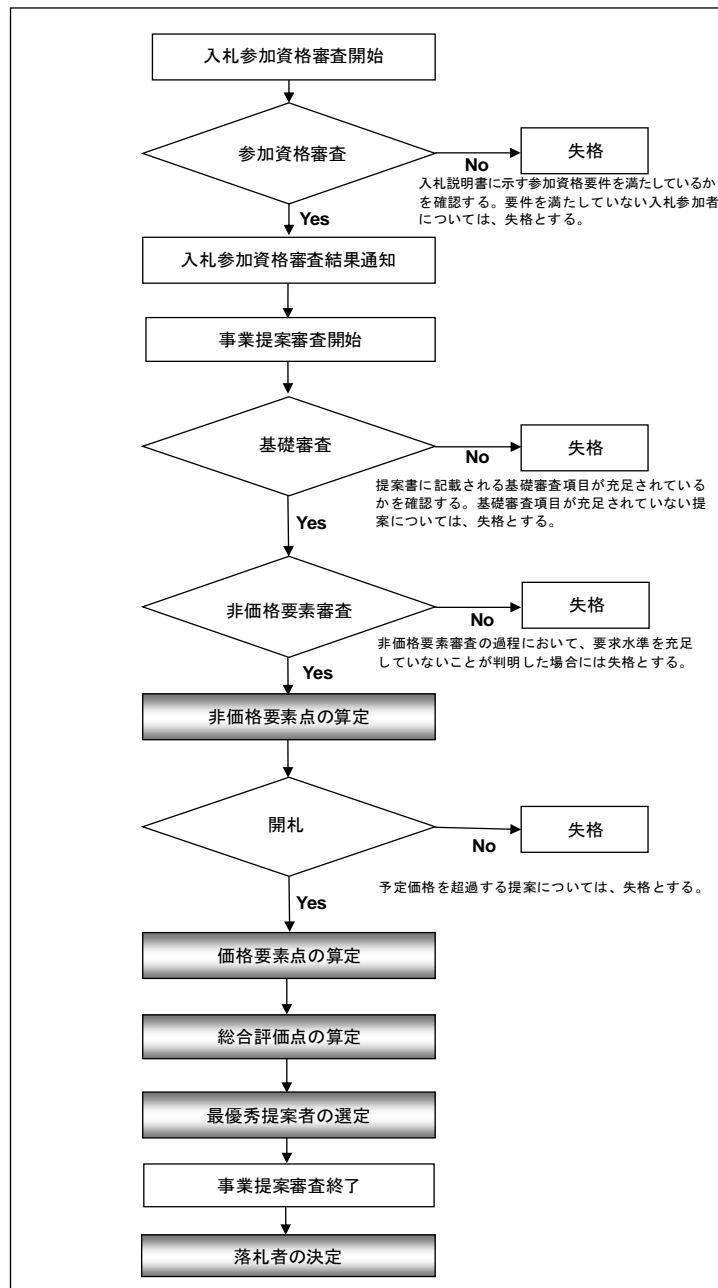 入札参加資格審査開始
参加資格審査
No
失格
入札説明書に示す参加資格要件を満たしているか
を確認する。要件を満たしていない入札参加者
については、失格とする。
Yes
入札参加資格審査結果通知
事業提案審査開始
基礎審査
No
失格
提案書に記載される基礎審査項目が充足されている
かを確認する。基礎審査項目が充足されていない提
案については、失格とする。
Yes
非価格要素審査
No
失格
非価格要素審査の過程において、要求水準を充足
していないことが判明した場合には失格とする。
Yes
非価格要素点の算定
開札
No
失格
予定価格を超過する提案については、失格とする。
Yes
価格要素点の算定
総合評価点の算定
最優秀提案者の選定
事業提案審査終了
落札者の決定